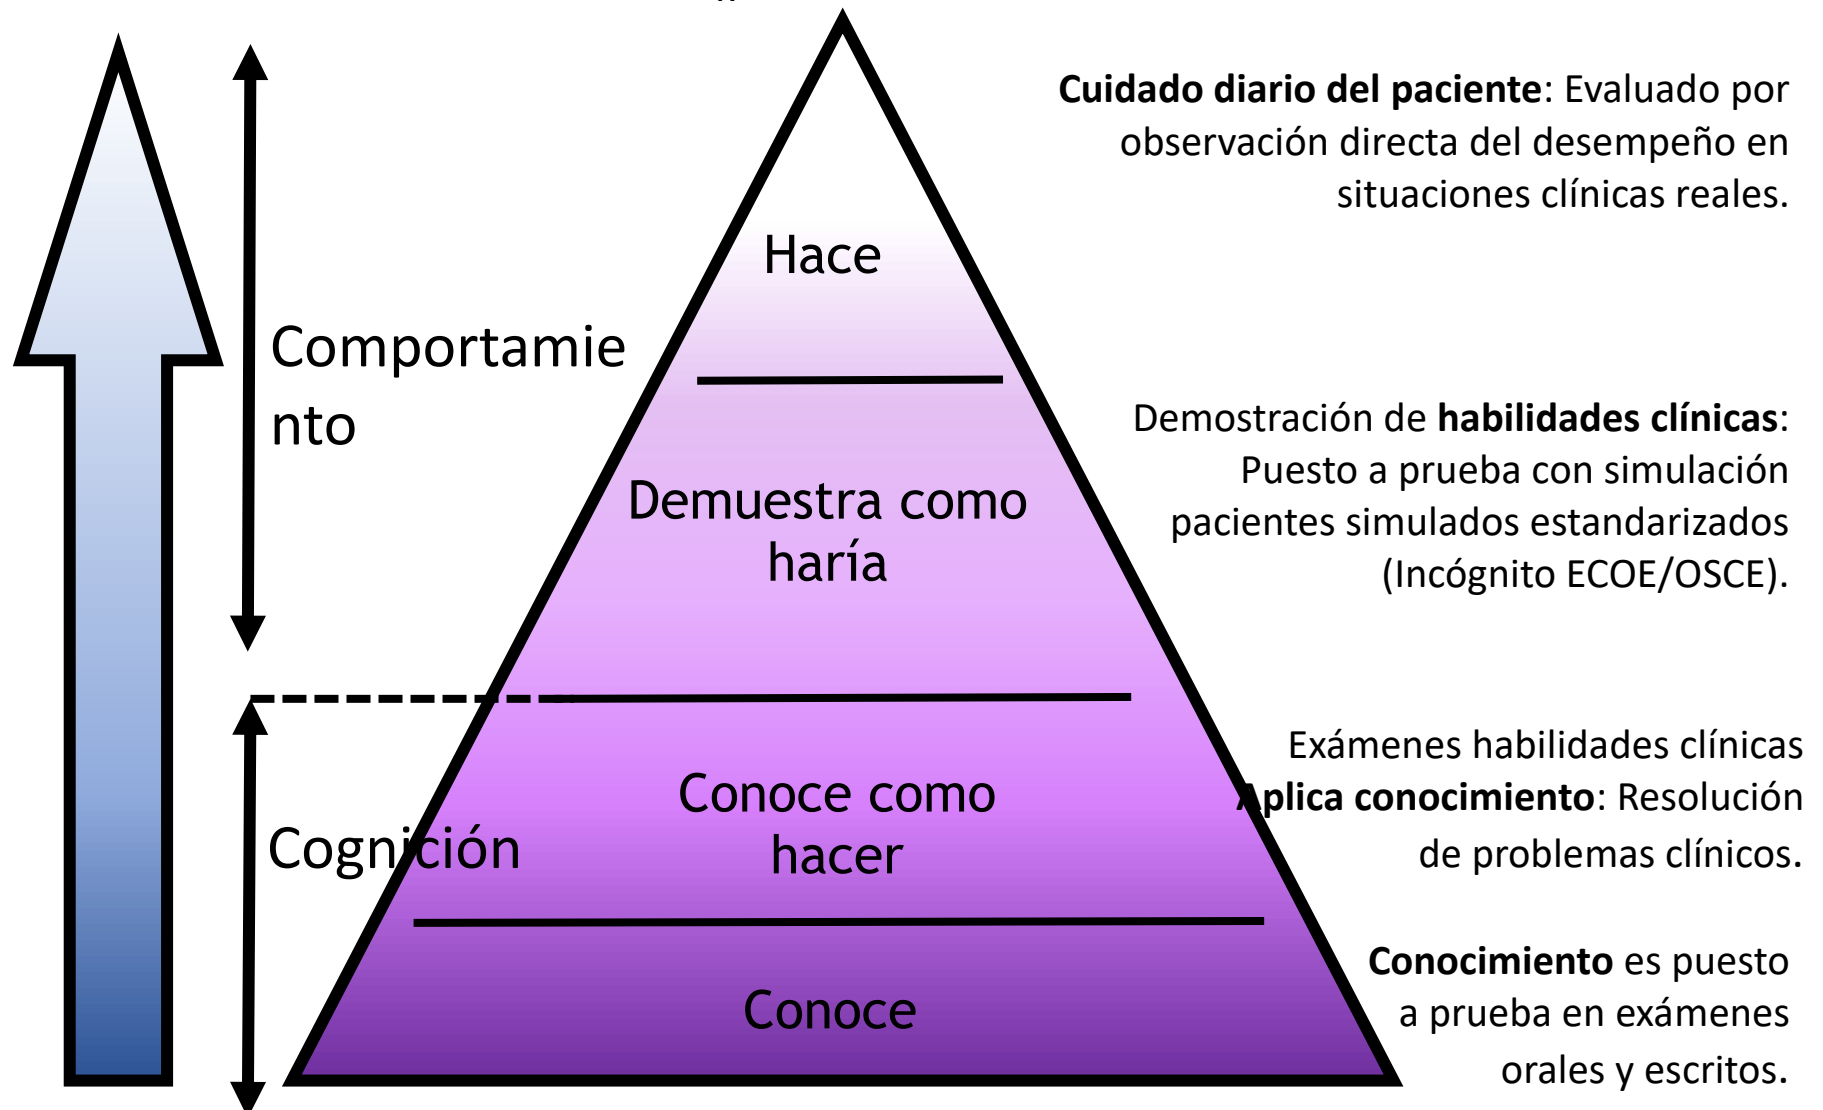 Cuidado diario del paciente: Evaluado por
observación directa del desempeño en
situaciones clínicas reales.
Hace
Comportamie
nto
Demostración de habilidades clínicas:
Puesto a prueba con simulación
pacientes simulados estandarizados
(Incógnito ECOE/OSCE).
Demuestra como
haría
Exámenes habilidades clínicas
Aplica conocimiento: Resolución
de problemas clínicos.
Conoce como
hacer
Cognición
Conocimiento es puesto
a prueba en exámenes
orales y escritos.
Conoce